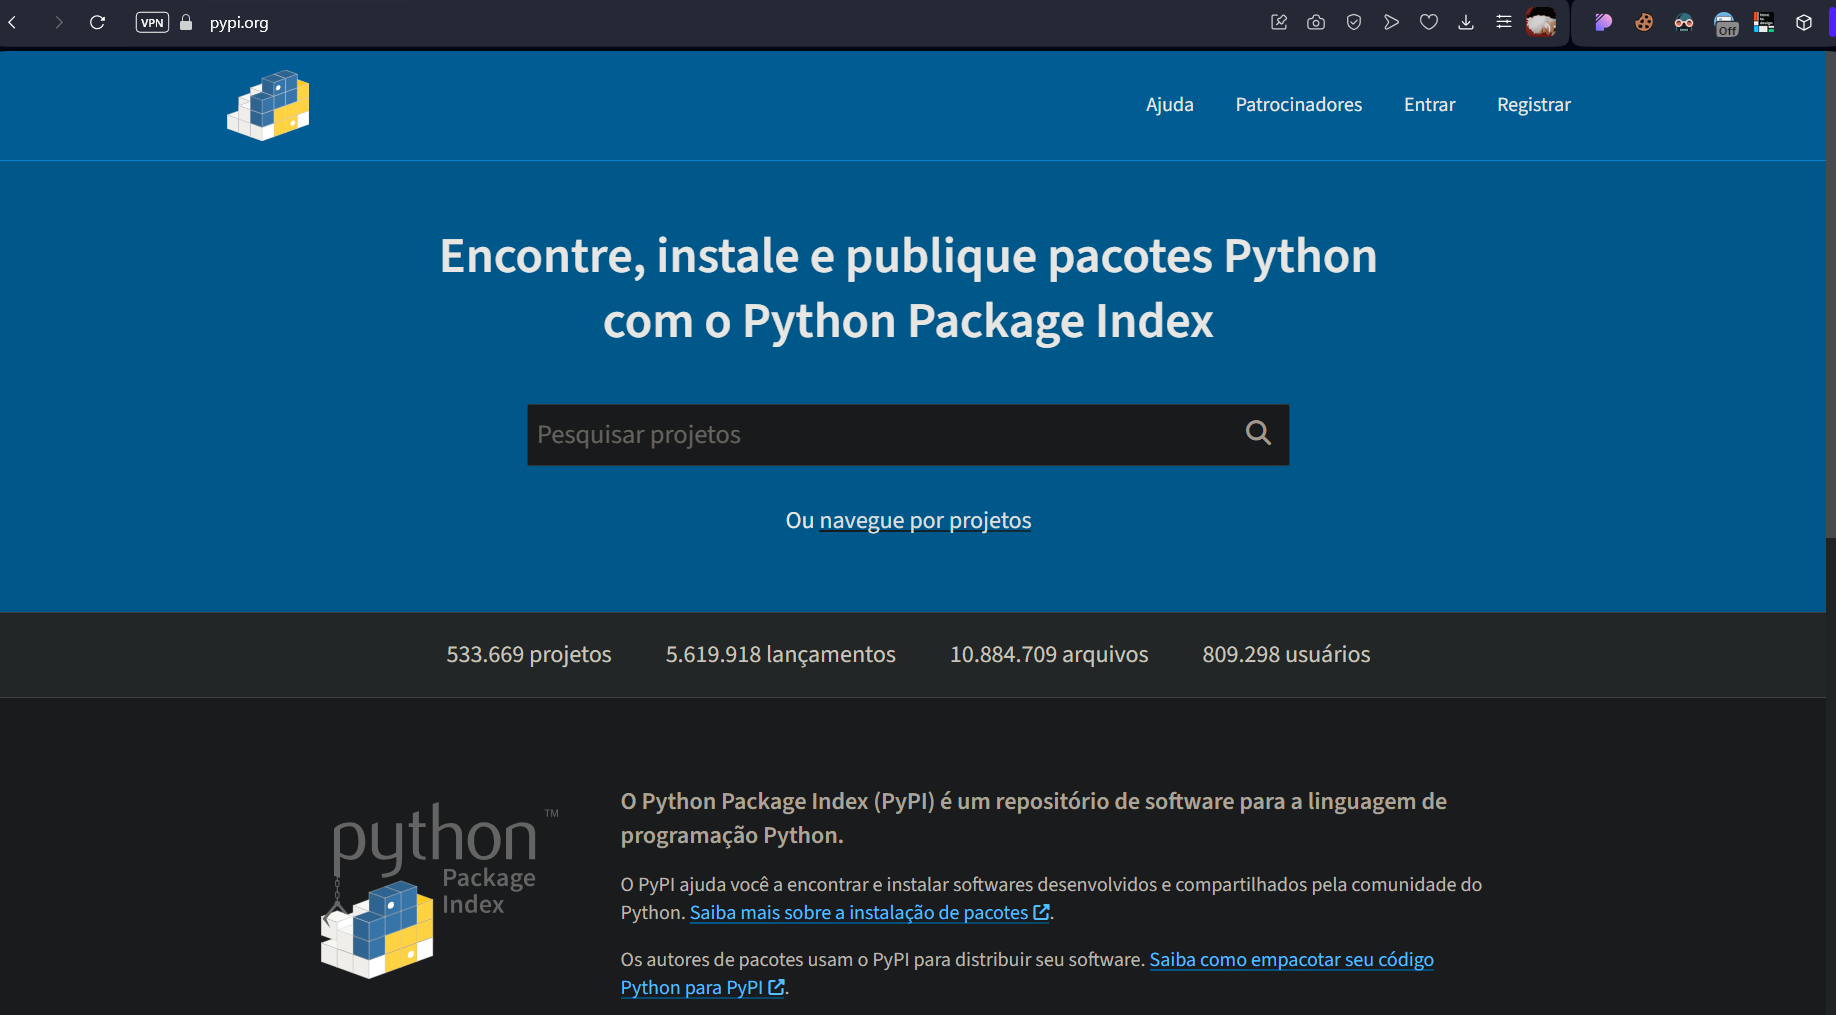 VPN
pypi.org
Off
Ajuda Patrocinadores Entrar Registrar
Encontre, instale e publique pacotes Python
com o Python Package Index
Pesquisar projetos
Ou navegue por projetos
533.669 projetos 5.619.918 lançamentos 10.884.709 arquivos 809.298 usuários
python™
Package
Index
O Python Package Index (PyPI) é um repositório de software para a linguagem de
programação Python.
O PyPI ajuda você a encontrar e instalar softwares desenvolvidos e compartilhados pela comunidade do
Python. Saiba mais sobre a instalação de pacotes.
Os autores de pacotes usam o PyPI para distribuir seu software. Saiba como empacotar seu código
Python para PyPI.